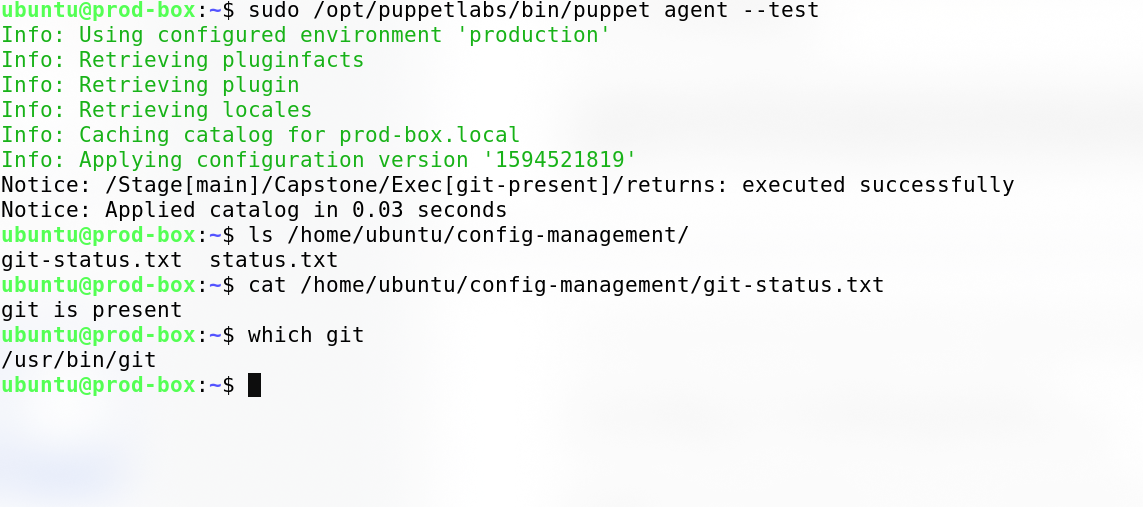 ubuntu@prod-box:~$ sudo /opt/puppetlabs/bin/puppet agent --test
Info: Using configured environment 'production'
Info: Retrieving pluginfacts
Info: Retrieving plugin
Info: Retrieving locales
Info: Caching catalog for prod-box.local
Info: Applying configuration version '1594521819'
Notice: /Stage[main]/Capstone/Exec[git-present]/returns: executed successfully
Notice: Applied catalog in 0.03 seconds
ubuntu@prod-box:~$ ls /home/ubuntu/config-management/
git-status.txt  status.txt
ubuntu@prod-box:~$ cat /home/ubuntu/config-management/git-status.txt
git is present
ubuntu@prod-box:~$ which git
/usr/bin/git
ubuntu@prod-box:~$